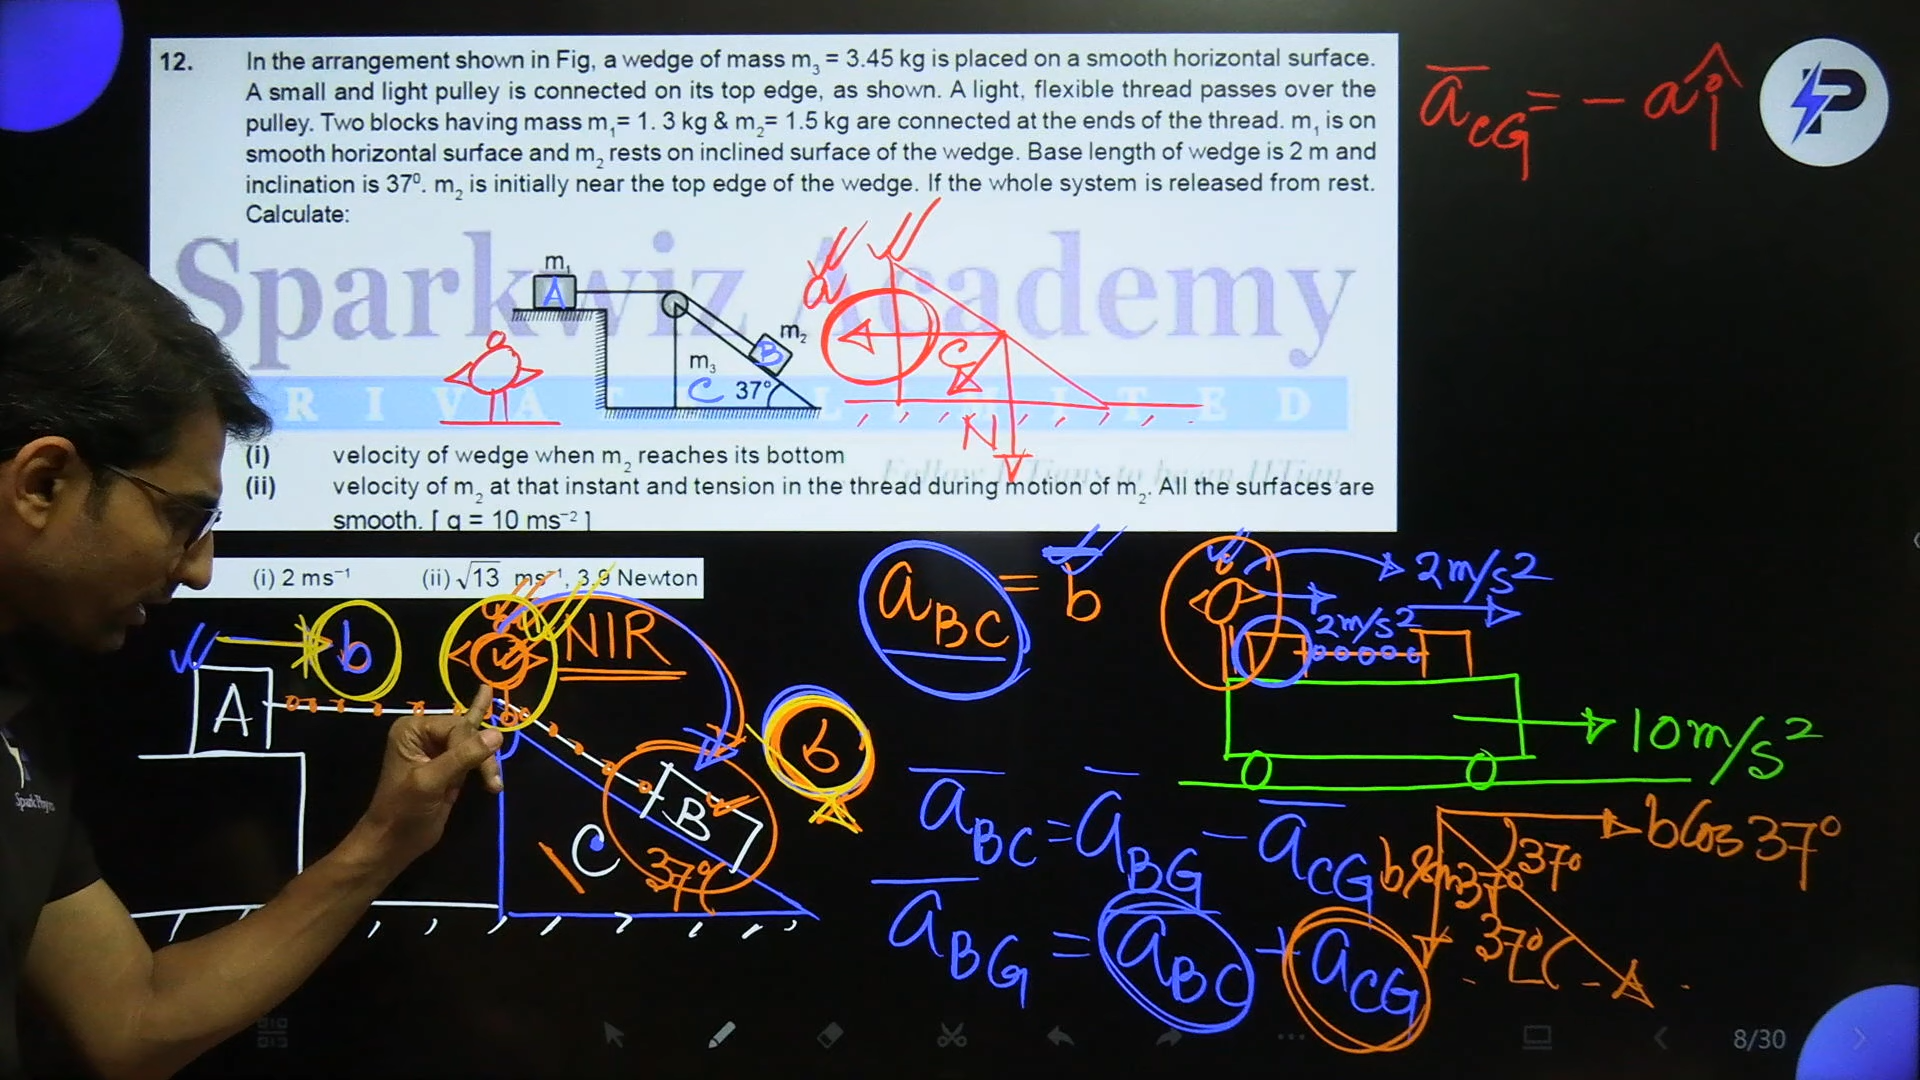 12. In the arrangement shown in Fig, a wedge of mass m₃ = 3.45 kg is placed on a smooth horizontal surface.
A small and light pulley is connected on its top edge, as shown. A light, flexible thread passes over the
pulley. Two blocks having mass m₁= 1. 3 kg & m₂= 1.5 kg are connected at the ends of the thread. m₁ is on
smooth horizontal surface and m₂ rests on inclined surface of the wedge. Base length of wedge is 2 m and
inclination is 37⁰. m₂ is initially near the top edge of the wedge. If the whole system is released from rest.
Calculate:
a̅CG = - a î
P
Sparkwiz Academy
m₁
A
m₂
B
m₃
C 37°
a
N
(i) velocity of wedge when m₂ reaches its bottom
(ii) velocity of m₂ at that instant and tension in the thread during motion of m₂. All the surfaces are
smooth. [ g = 10 ms⁻² ]
(i) 2 ms⁻¹ (ii) √13 ms⁻¹, 3.9 Newton
aBC = b
2m/s²
2m/s²
10m/s²
b
NIR
A
b
B
C
37°
a̅BC = a̅BG - a̅CG
a̅BG = a̅BC + a̅CG
bCos 37°
37°
bsin37°
37°
8/30